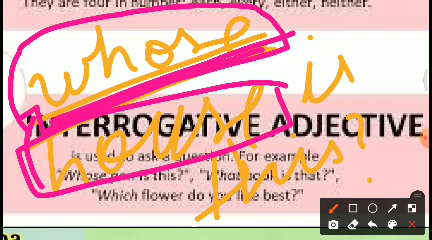 They are four in number: each, every, either, neither.
whose
house is
this?
INTERROGATIVE ADJECTIVE
is used to ask a question. For example
"Whose pen is this?", "What book is that?",
"Which flower do you like best?"